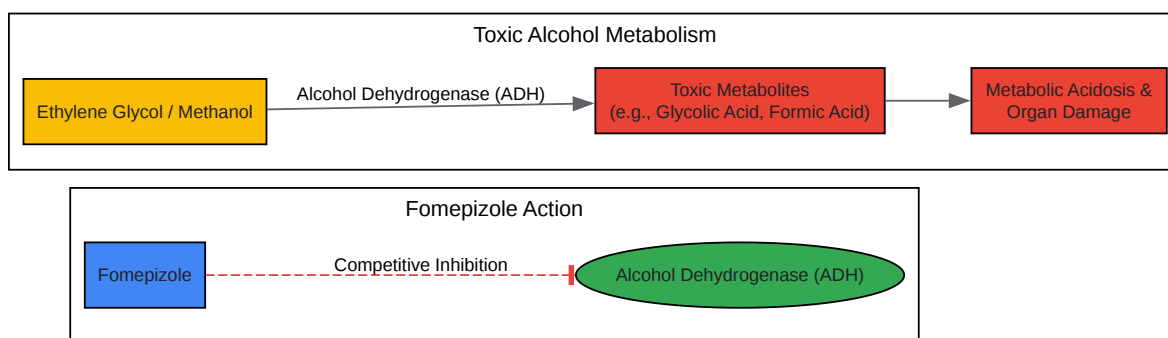 Toxic Alcohol Metabolism
Ethylene Glycol / Methanol
Alcohol Dehydrogenase (ADH)
Toxic Metabolites
(e.g., Glycolic Acid, Formic Acid)
Metabolic Acidosis &
Organ Damage
Fomepizole Action
Fomepizole
Competitive Inhibition
Alcohol Dehydrogenase (ADH)